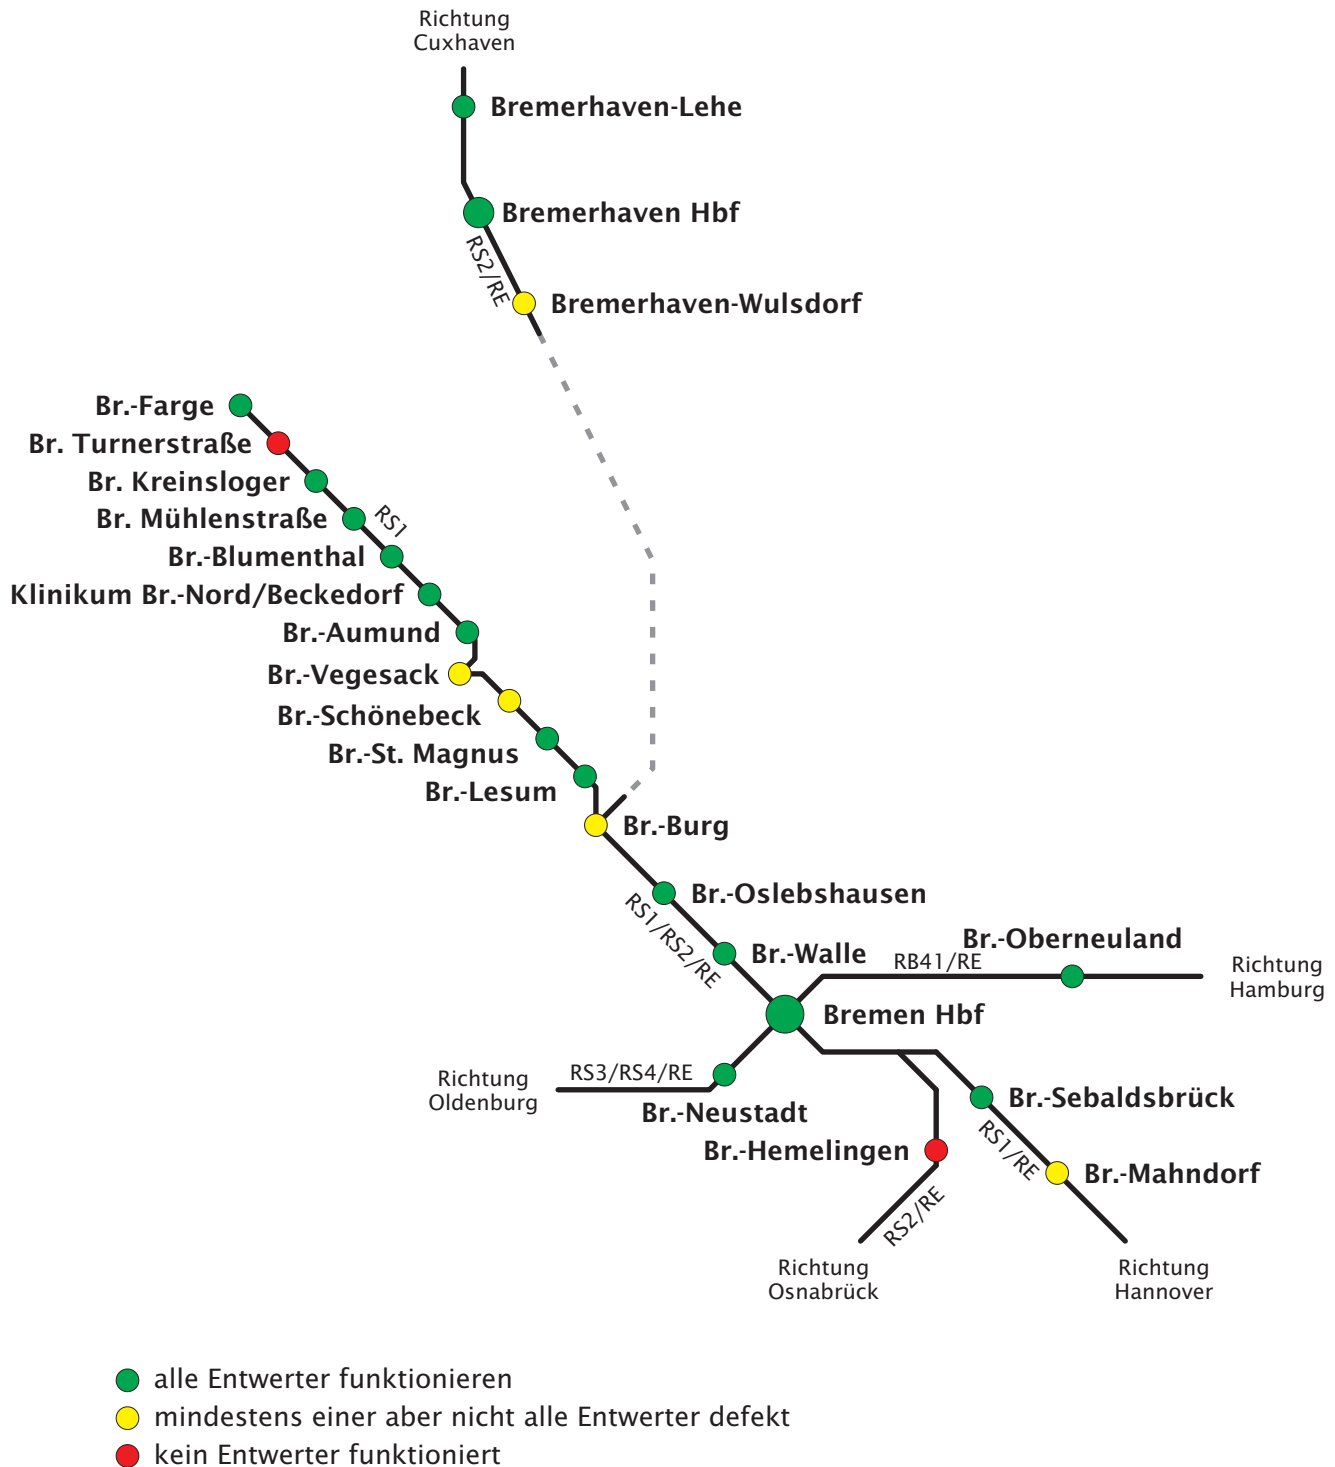 Richtung
Cuxhaven
Bremerhaven-Lehe
Bremerhaven Hbf
RS2/RE
Bremerhaven-Wulsdorf
Br.-Farge
Br. Turnerstraße
Br. Kreinsloger
Br. Mühlenstraße
RS1
Br.-Blumenthal
Klinikum Br.-Nord/Beckedorf
Br.-Aumund
Br.-Vegesack
Br.-Schönebeck
Br.-St. Magnus
Br.-Lesum
Br.-Burg
Br.-Oslebshausen
RS1/RS2/RE
Br.-Walle
Br.-Oberneuland
RB41/RE
Richtung
Hamburg
Bremen Hbf
RS3/RS4/RE
Richtung
Oldenburg
Br.-Neustadt
Br.-Sebaldsbrück
Br.-Hemelingen
RS1/RE
Br.-Mahndorf
RS2/RE
Richtung
Osnabrück
Richtung
Hannover
alle Entwerter funktionieren
mindestens einer aber nicht alle Entwerter defekt
kein Entwerter funktioniert